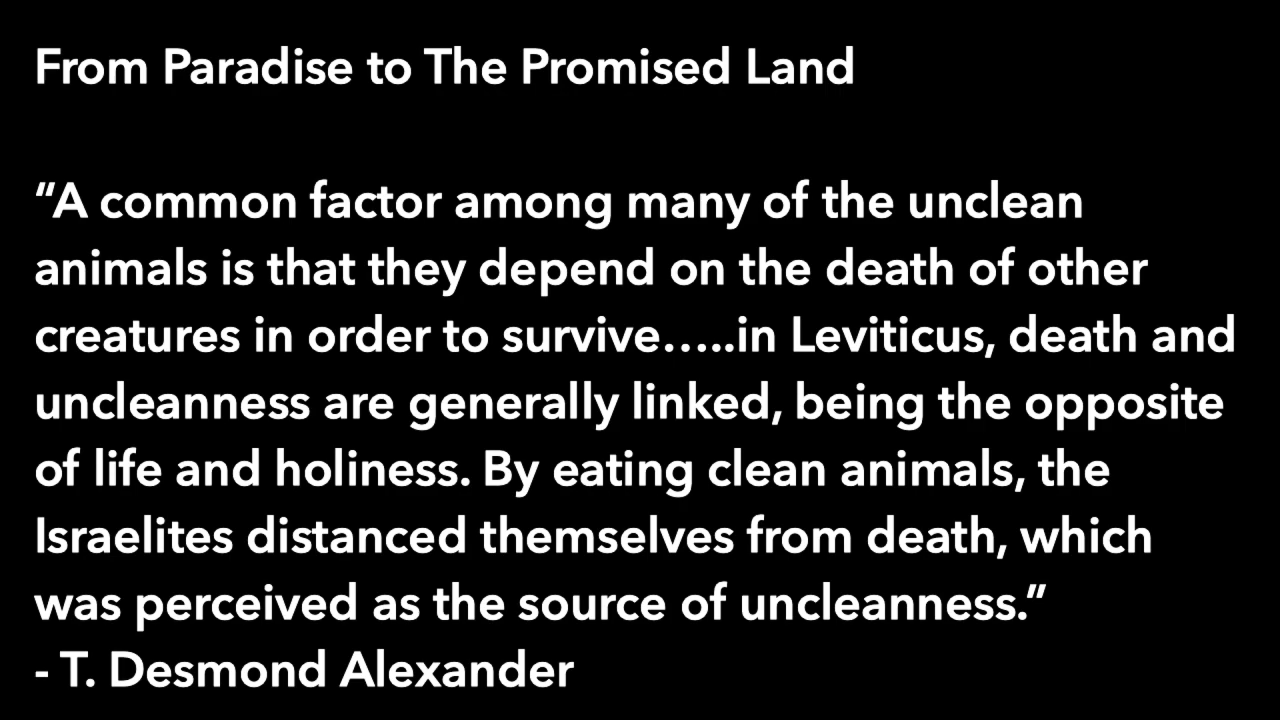 From Paradise to The Promised Land
“A common factor among many of the unclean
animals is that they depend on the death of other
creatures in order to survive…..in Leviticus, death and
uncleanness are generally linked, being the opposite
of life and holiness. By eating clean animals, the
Israelites distanced themselves from death, which
was perceived as the source of uncleanness.”
- T. Desmond Alexander